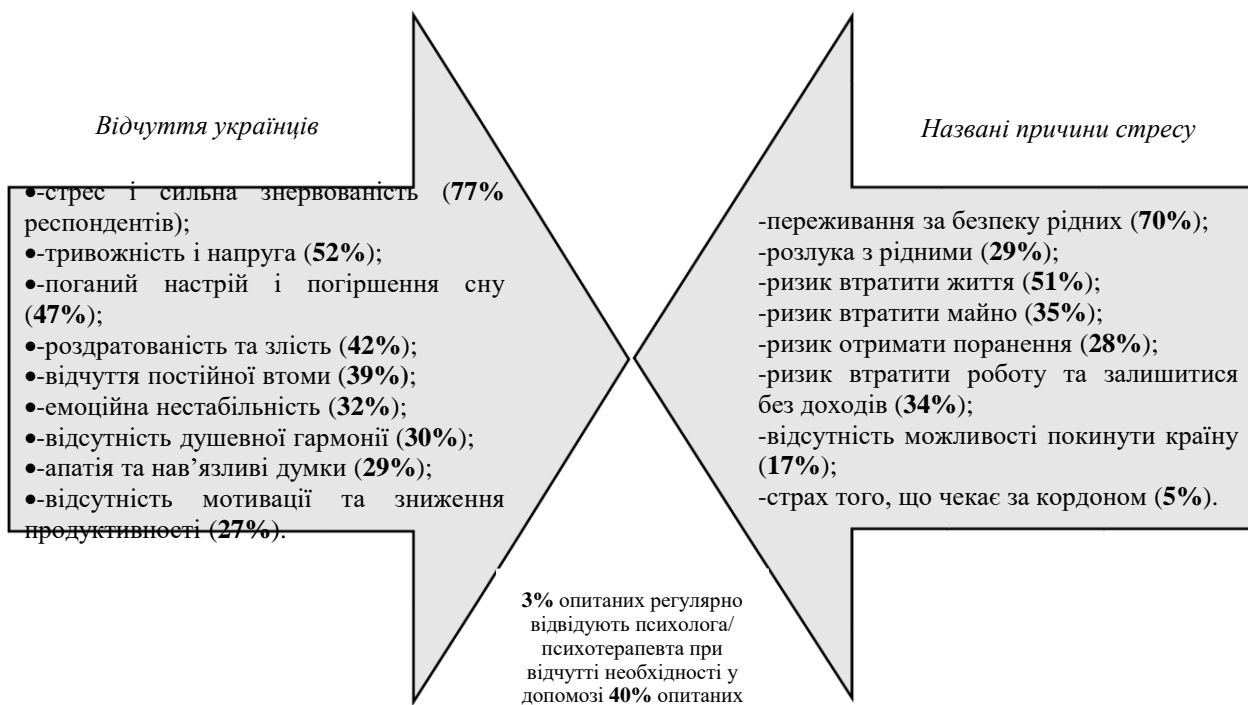 Відчуття українців
•-стрес і сильна знервованість (77%
респондентів);
•-тривожність і напруга (52%);
•-поганий настрій і погіршення сну
(47%);
•-роздратованість та злість (42%);
•-відчуття постійної втоми (39%);
•-емоційна нестабільність (32%);
•-відсутність душевної гармонії (30%);
•-апатія та нав’язливі думки (29%);
•-відсутність мотивації та зниження
продуктивності (27%).
Названі причини стресу
-переживання за безпеку рідних (70%);
-розлука з рідними (29%);
-ризик втратити життя (51%);
-ризик втратити майно (35%);
-ризик отримати поранення (28%);
-ризик втратити роботу та залишитися
без доходів (34%);
-відсутність можливості покинути країну
(17%);
-страх того, що чекає за кордоном (5%).
3% опитаних регулярно
відвідують психолога/
психотерапевта при
відчутті необхідності у
допомозі 40% опитаних